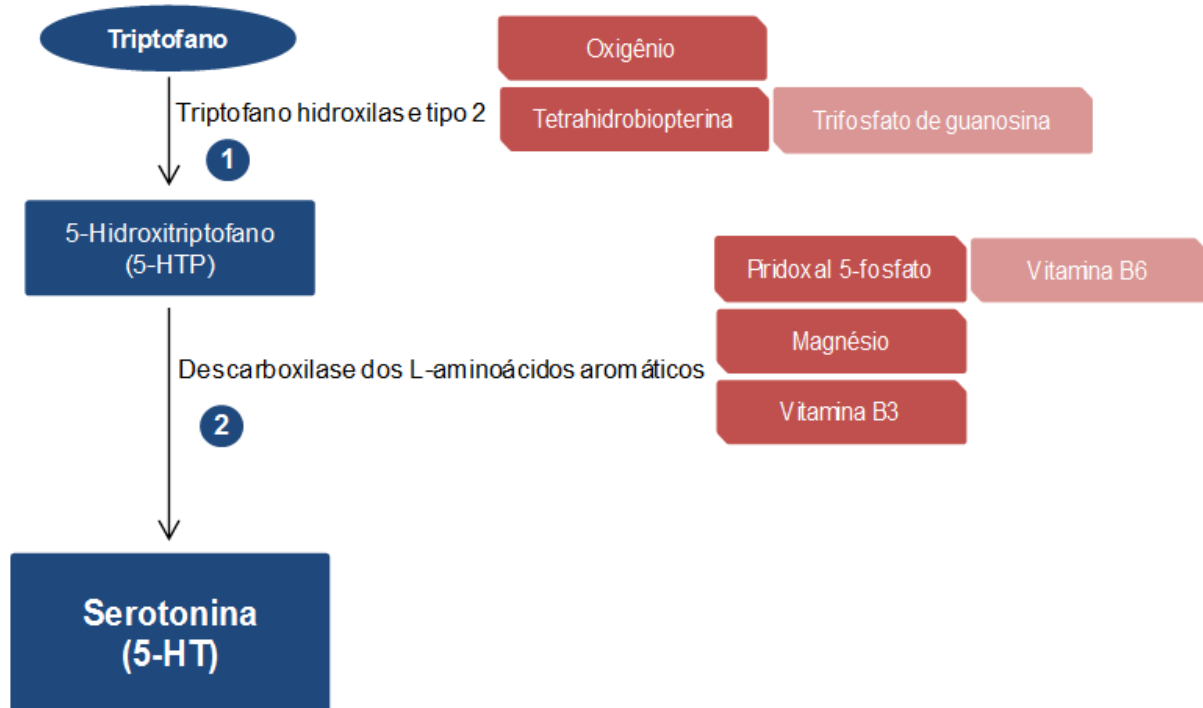 Triptofano
Oxigênio
Triptofano hidroxilase tipo 2
Tetrahidrobiopterina
Trifosfato de guanosina
1
5-Hidroxitriptofano
(5-HTP)
Piridoxal 5-fosfato
Vitamina B6
Magnésio
Descarboxilase dos L-aminoácidos aromáticos
Vitamina B3
2
Serotonina
(5-HT)